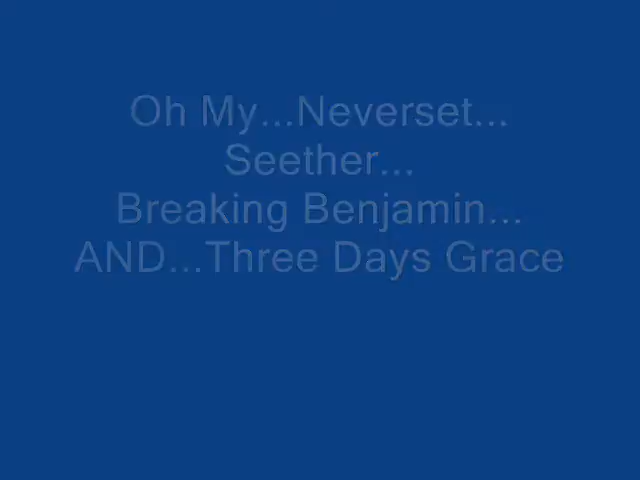 Oh My...Neverset...
Seether...
Breaking Benjamin...
AND...Three Days Grace